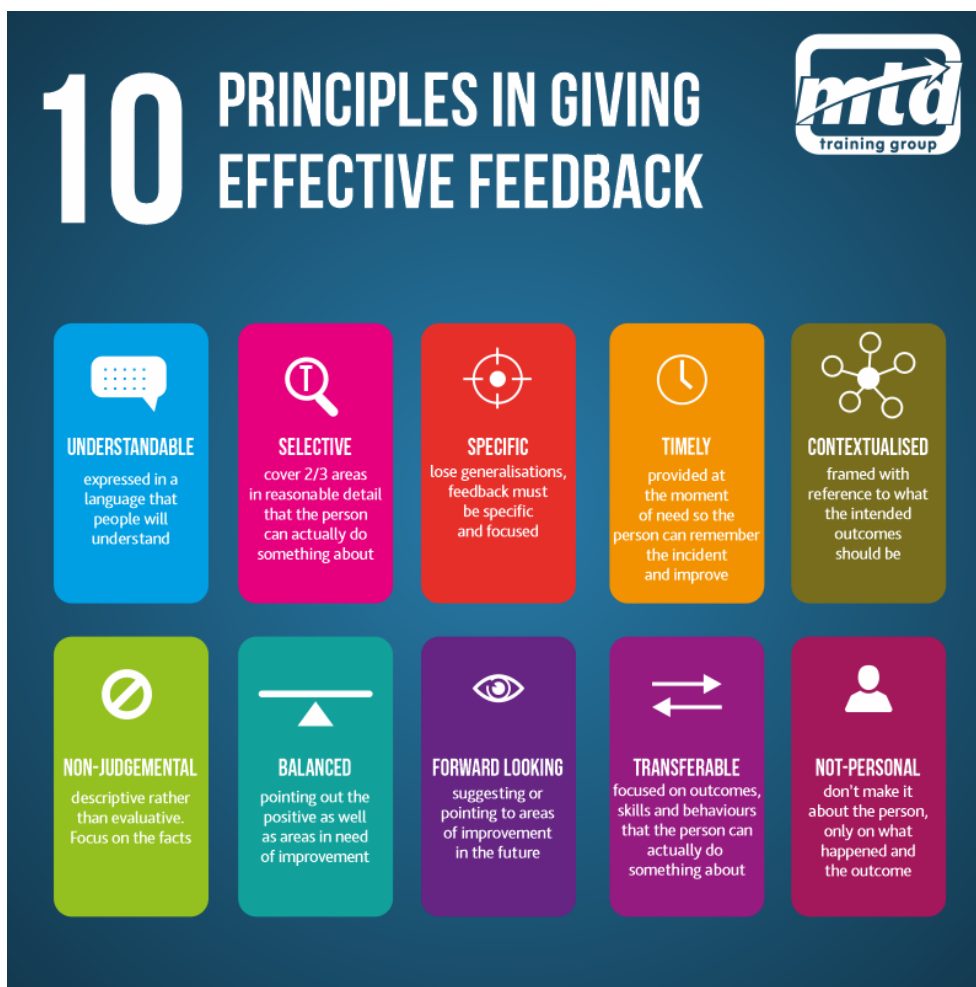 10
PRINCIPLES IN GIVING
EFFECTIVE FEEDBACK
mtd
training group
UNDERSTANDABLE
expressed in a
language that
people will
understand
SELECTIVE
cover 2/3 areas
in reasonable detail
that the person
can actually do
something about
SPECIFIC
lose generalisations,
feedback must
be specific
and focused
TIMELY
provided at
the moment
of need so the
person can remember
the incident
and improve
CONTEXTUALISED
framed with
reference to what
the intended
outcomes
should be
NON-JUDGEMENTAL
descriptive rather
than evaluative.
Focus on the facts
BALANCED
pointing out the
positive as well
as areas in need
of improvement
FORWARD LOOKING
suggesting or
pointing to areas
of improvement
in the future
TRANSFERABLE
focused on outcomes,
skills and behaviours
that the person can
actually do
something about
NOT-PERSONAL
don't make it
about the person,
only on what
happened and
the outcome